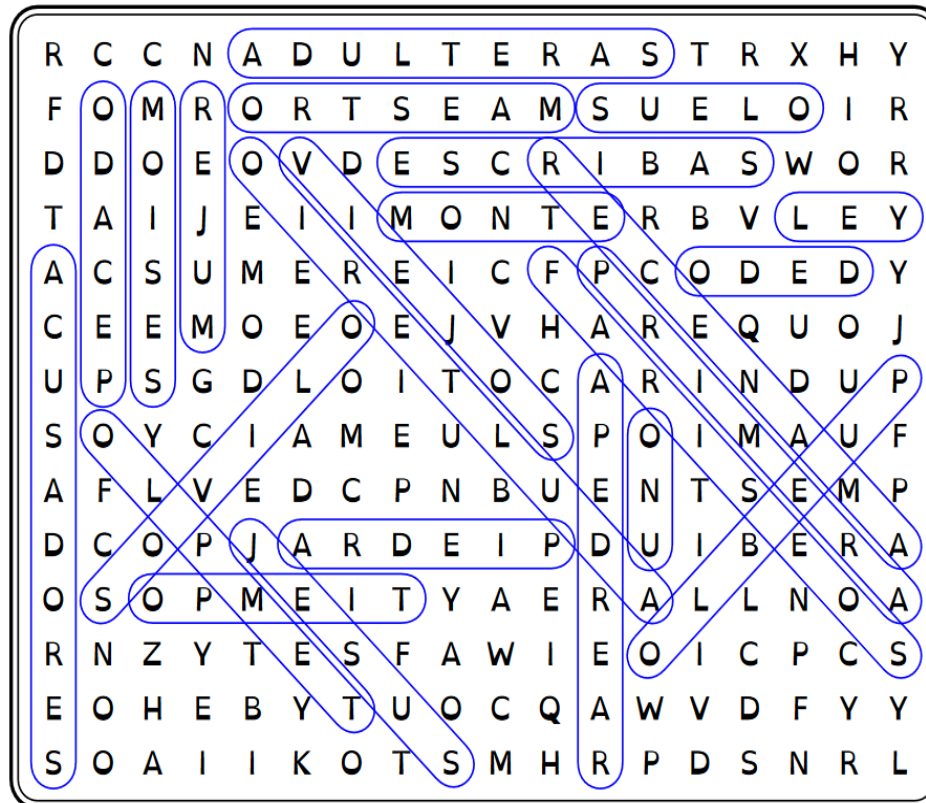 R C C N A D U L T E R A S T R X H Y
F O M R O R T S E A M S U E L O I R
D D O E O V D E S C R I B A S W O R
T A I J E I I M O N T E R B V L E Y
A C S U M E R E I C F P C O D E D Y
C E E M O E O E J V H A R E Q U O J
U P S G D L O I T O C A R I N D U P
S O Y C I A M E U L S P O I M A U F
A F L V E D C P N B U E N T S E M P
D C O P J A R D E I P D U I B E R A
O S O P M E I T Y A E R A L L N O A
R N Z Y T E S F A W I E O I C P C S
E O H E B Y T U O C Q A W V D F Y Y
S O A I I K O T S M H R P D S N R L